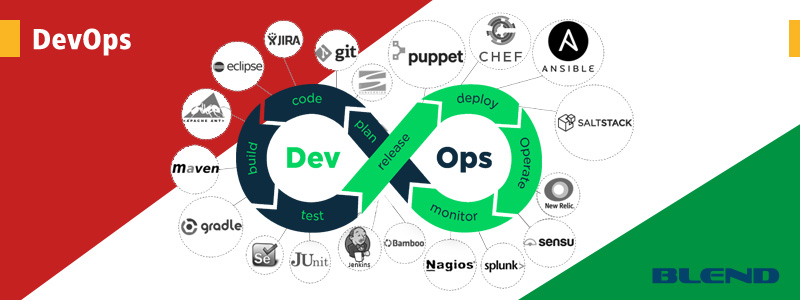 DevOps
JIRA
git
eclipse
puppet
CHEF
ANSIBLE
APACHE ANT
SALTSTACK
maven
gradle
code
plan
build
test
release
deploy
Operate
monitor
Dev
Ops
New Relic.
sensu
Se
JUnit
Jenkins
Bamboo
Nagios®
splunk>
BLEND